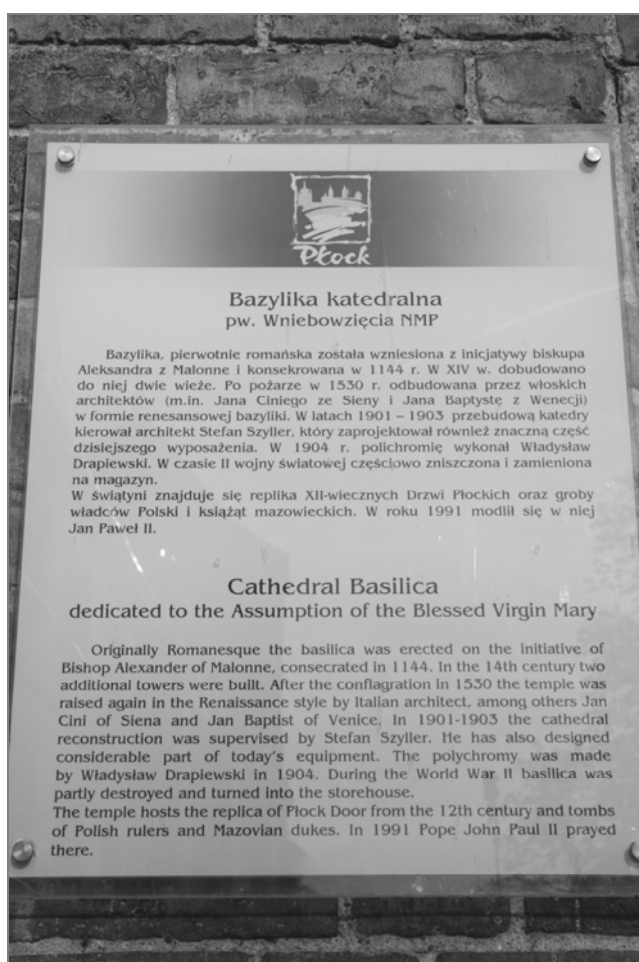 Płock
Bazylika katedralna
pw. Wniebowzięcia NMP
Bazylika, pierwotnie romańska została wzniesiona z inicjatywy biskupa
Aleksandra z Malonne i konsekrowana w 1144 r. W XIV w. dobudowano
do niej dwie wieże. Po pożarze w 1530 r. odbudowana przez włoskich
architektów (m.in. Jana Ciniego ze Sieny i Jana Baptystę z Wenecji)
w formie renesansowej bazyliki. W latach 1901 – 1903 przebudową katedry
kierował architekt Stefan Szyller, który zaprojektował również znaczną część
dzisiejszego wyposażenia. W 1904 r. polichromię wykonał Władysław
Drapiewski. W czasie II wojny światowej częściowo zniszczona i zamieniona
na magazyn.
W świątyni znajduje się replika XII-wiecznych Drzwi Płockich oraz groby
władców Polski i książąt mazowieckich. W roku 1991 modlił się w niej
Jan Paweł II.
Cathedral Basilica
dedicated to the Assumption of the Blessed Virgin Mary
Originally Romanesque the basilica was erected on the initiative of
Bishop Alexander of Malonne, consecrated in 1144. In the 14th century two
additional towers were built. After the conflagration in 1530 the temple was
raised again in the Renaissance style by Italian architect, among others Jan
Cini of Siena and Jan Baptist of Venice. In 1901-1903 the cathedral
reconstruction was supervised by Stefan Szyller. He has also designed
considerable part of today's equipment. The polychromy was made
by Władysław Drapiewski in 1904. During the World War II basilica was
partly destroyed and turned into the storehouse.
The temple hosts the replica of Płock Door from the 12th century and tombs
of Polish rulers and Mazovian dukes. In 1991 Pope John Paul II prayed
there.